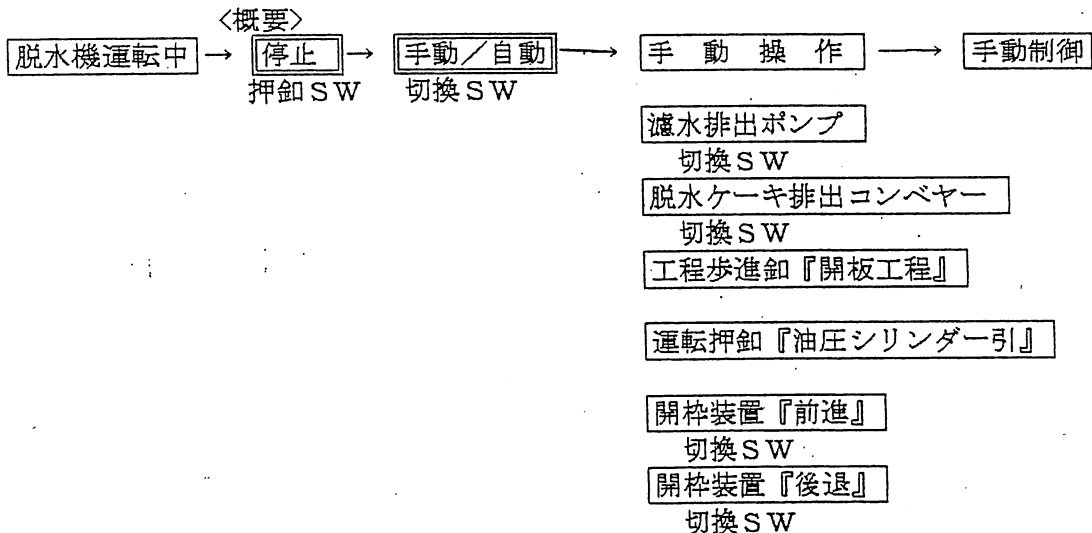 〈概要〉
脱水機運転中 → 停止 → 手動／自動 → 手動操作 → 手動制御
押釦ＳＷ 切換ＳＷ
濾水排出ポンプ
切換ＳＷ
脱水ケーキ排出コンベヤー
切換ＳＷ
工程歩進釦『開板工程』
運転押釦『油圧シリンダー引』
開枠装置『前進』
切換ＳＷ
開枠装置『後退』
切換ＳＷ